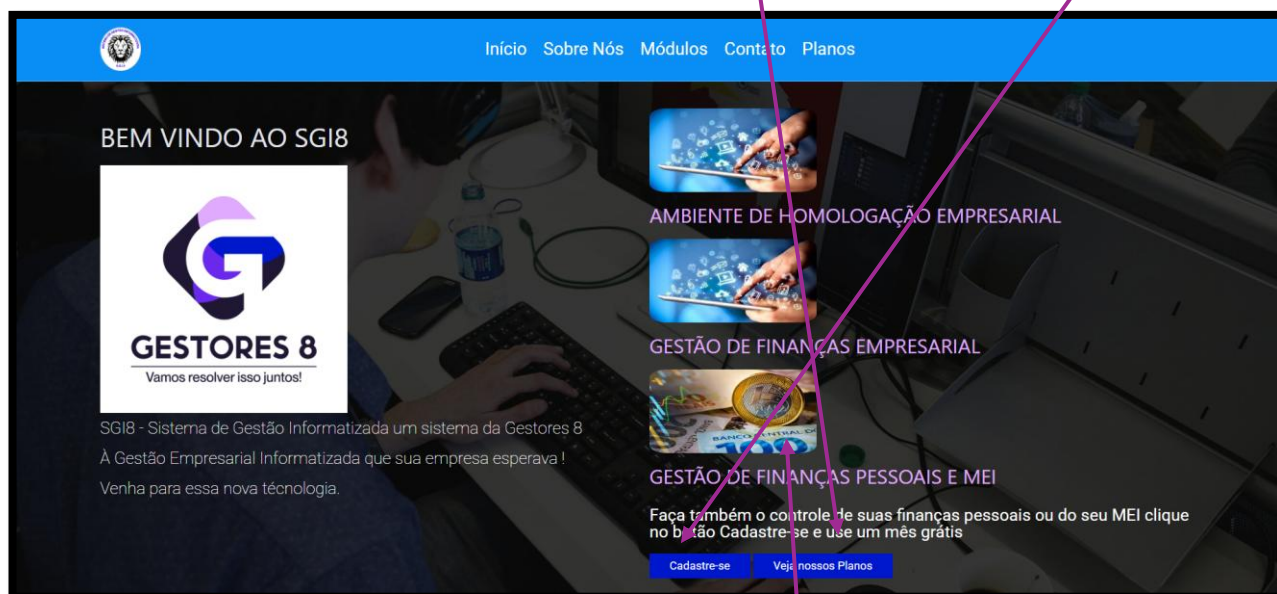 Início Sobre Nós Módulos Contato Planos
BEM VINDO AO SGI8
GESTORES 8
Vamos resolver isso juntos!
SGI8 - Sistema de Gestão Informatizada um sistema da Gestores 8
À Gestão Empresarial Informatizada que sua empresa esperava !
Venha para essa nova técnologia.
AMBIENTE DE HOMOLOGAÇÃO EMPRESARIAL
GESTÃO DE FINANÇAS EMPRESARIAL
BANCO CENTRAL DO
100
GESTÃO DE FINANÇAS PESSOAIS E MEI
Faça também o controle de suas finanças pessoais ou do seu MEI clique
no botão Cadastre-se e use um mês grátis
Cadastre-se Veja nossos Planos